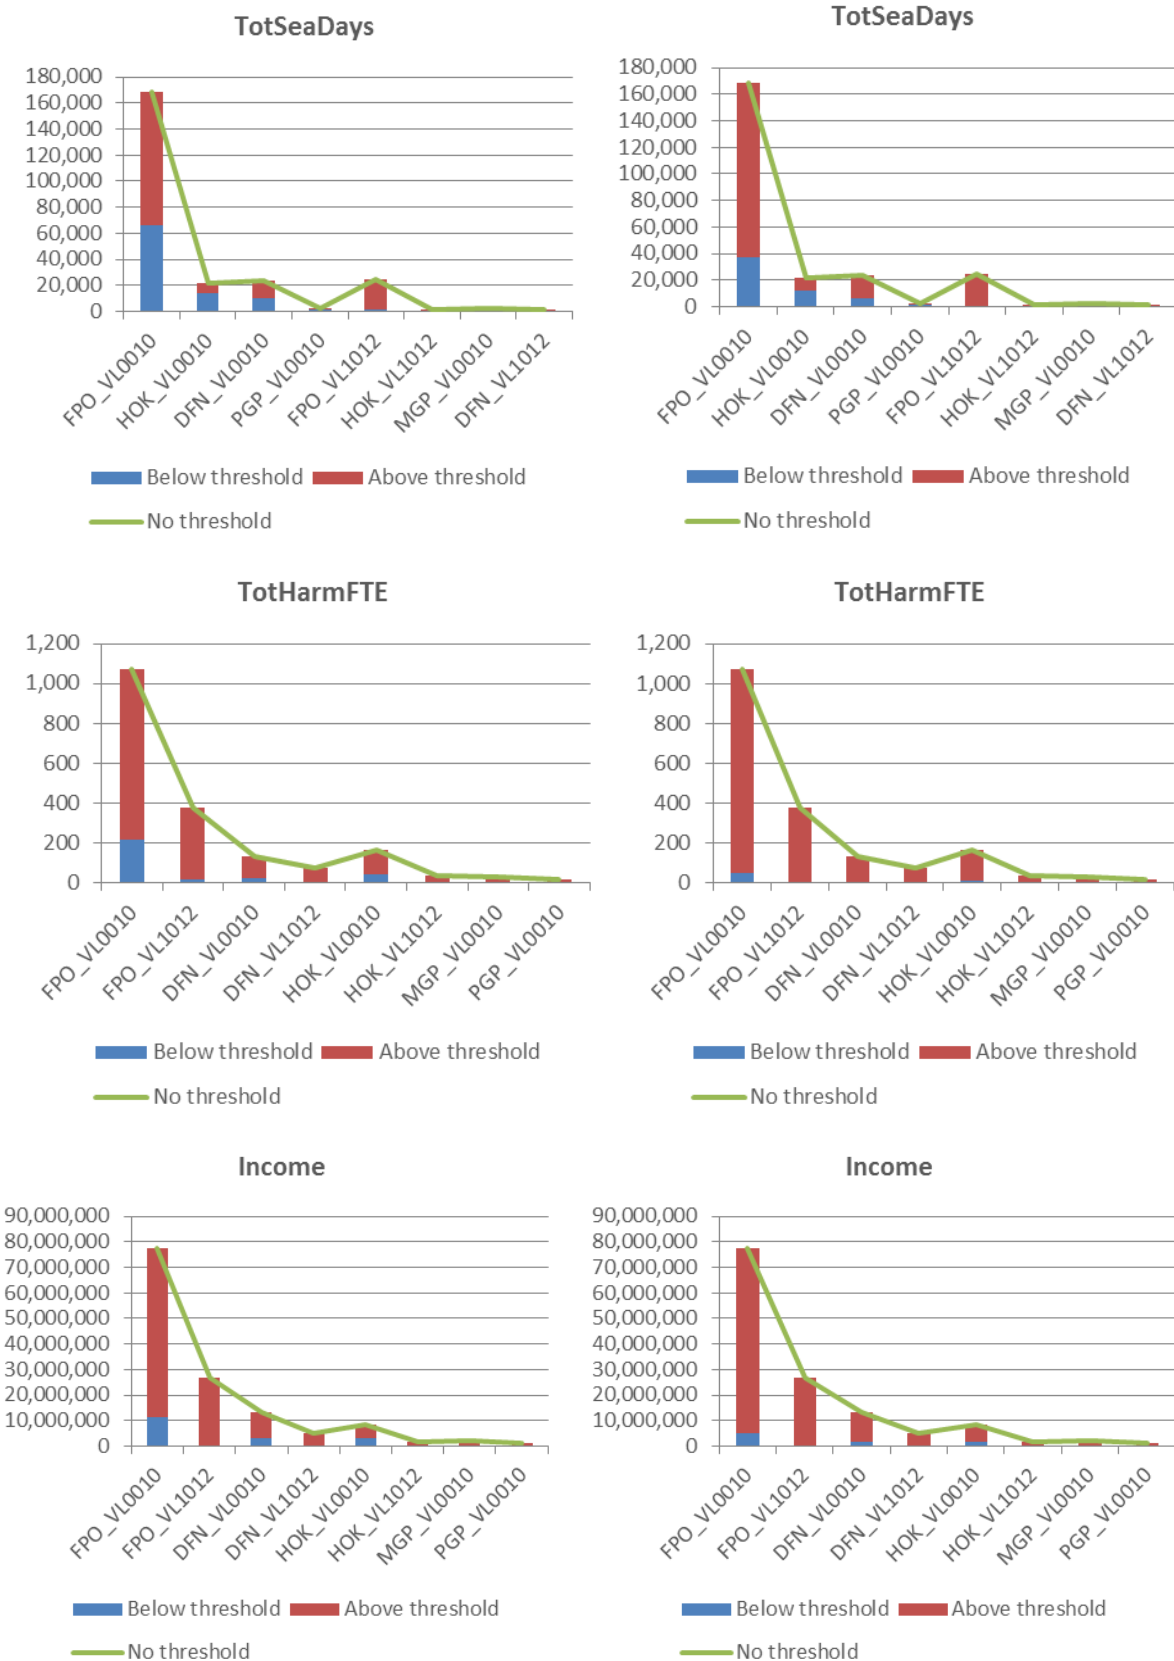 TotSeaDays
180,000
160,000
140,000
120,000
100,000
80,000
60,000
40,000
20,000
0
FPO_VL0010
HOK_VL0010
DFN_VL0010
PGP_VL0010
FPO_VL1012
HOK_VL1012
MGP_VL0010
DFN_VL1012
Below threshold Above threshold
No threshold
TotSeaDays
180,000
160,000
140,000
120,000
100,000
80,000
60,000
40,000
20,000
0
FPO_VL0010
HOK_VL0010
DFN_VL0010
PGP_VL0010
FPO_VL1012
HOK_VL1012
MGP_VL0010
DFN_VL1012
Below threshold Above threshold
No threshold
TotHarmFTE
1,200
1,000
800
600
400
200
0
FPO_VL0010
FPO_VL1012
DFN_VL0010
DFN_VL1012
HOK_VL0010
HOK_VL1012
MGP_VL0010
PGP_VL0010
Below threshold Above threshold
No threshold
TotHarmFTE
1,200
1,000
800
600
400
200
0
FPO_VL0010
FPO_VL1012
DFN_VL0010
DFN_VL1012
HOK_VL0010
HOK_VL1012
MGP_VL0010
PGP_VL0010
Below threshold Above threshold
No threshold
Income
90,000,000
80,000,000
70,000,000
60,000,000
50,000,000
40,000,000
30,000,000
20,000,000
10,000,000
0
FPO_VL0010
FPO_VL1012
DFN_VL0010
DFN_VL1012
HOK_VL0010
HOK_VL1012
MGP_VL0010
PGP_VL0010
Below threshold Above threshold
No threshold
Income
90,000,000
80,000,000
70,000,000
60,000,000
50,000,000
40,000,000
30,000,000
20,000,000
10,000,000
0
FPO_VL0010
FPO_VL1012
DFN_VL0010
DFN_VL1012
HOK_VL0010
HOK_VL1012
MGP_VL0010
PGP_VL0010
Below threshold Above threshold
No threshold